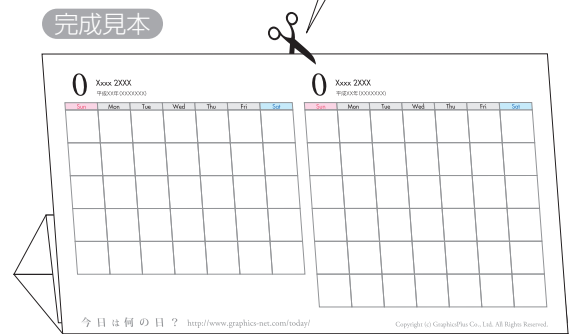 完成見本
0 Xxxx 2XXX
平成XX年(XXXXXXX)
Sun Mon Tue Wed Thu Fri Sat
0 Xxxx 2XXX
平成XX年(XXXXXXX)
Sun Mon Tue Wed Thu Fri Sat
今日は何の日? http://www.graphics-net.com/today/
Copyright (c) GraphicsPlus Co., Ltd. All Rights Reserved.